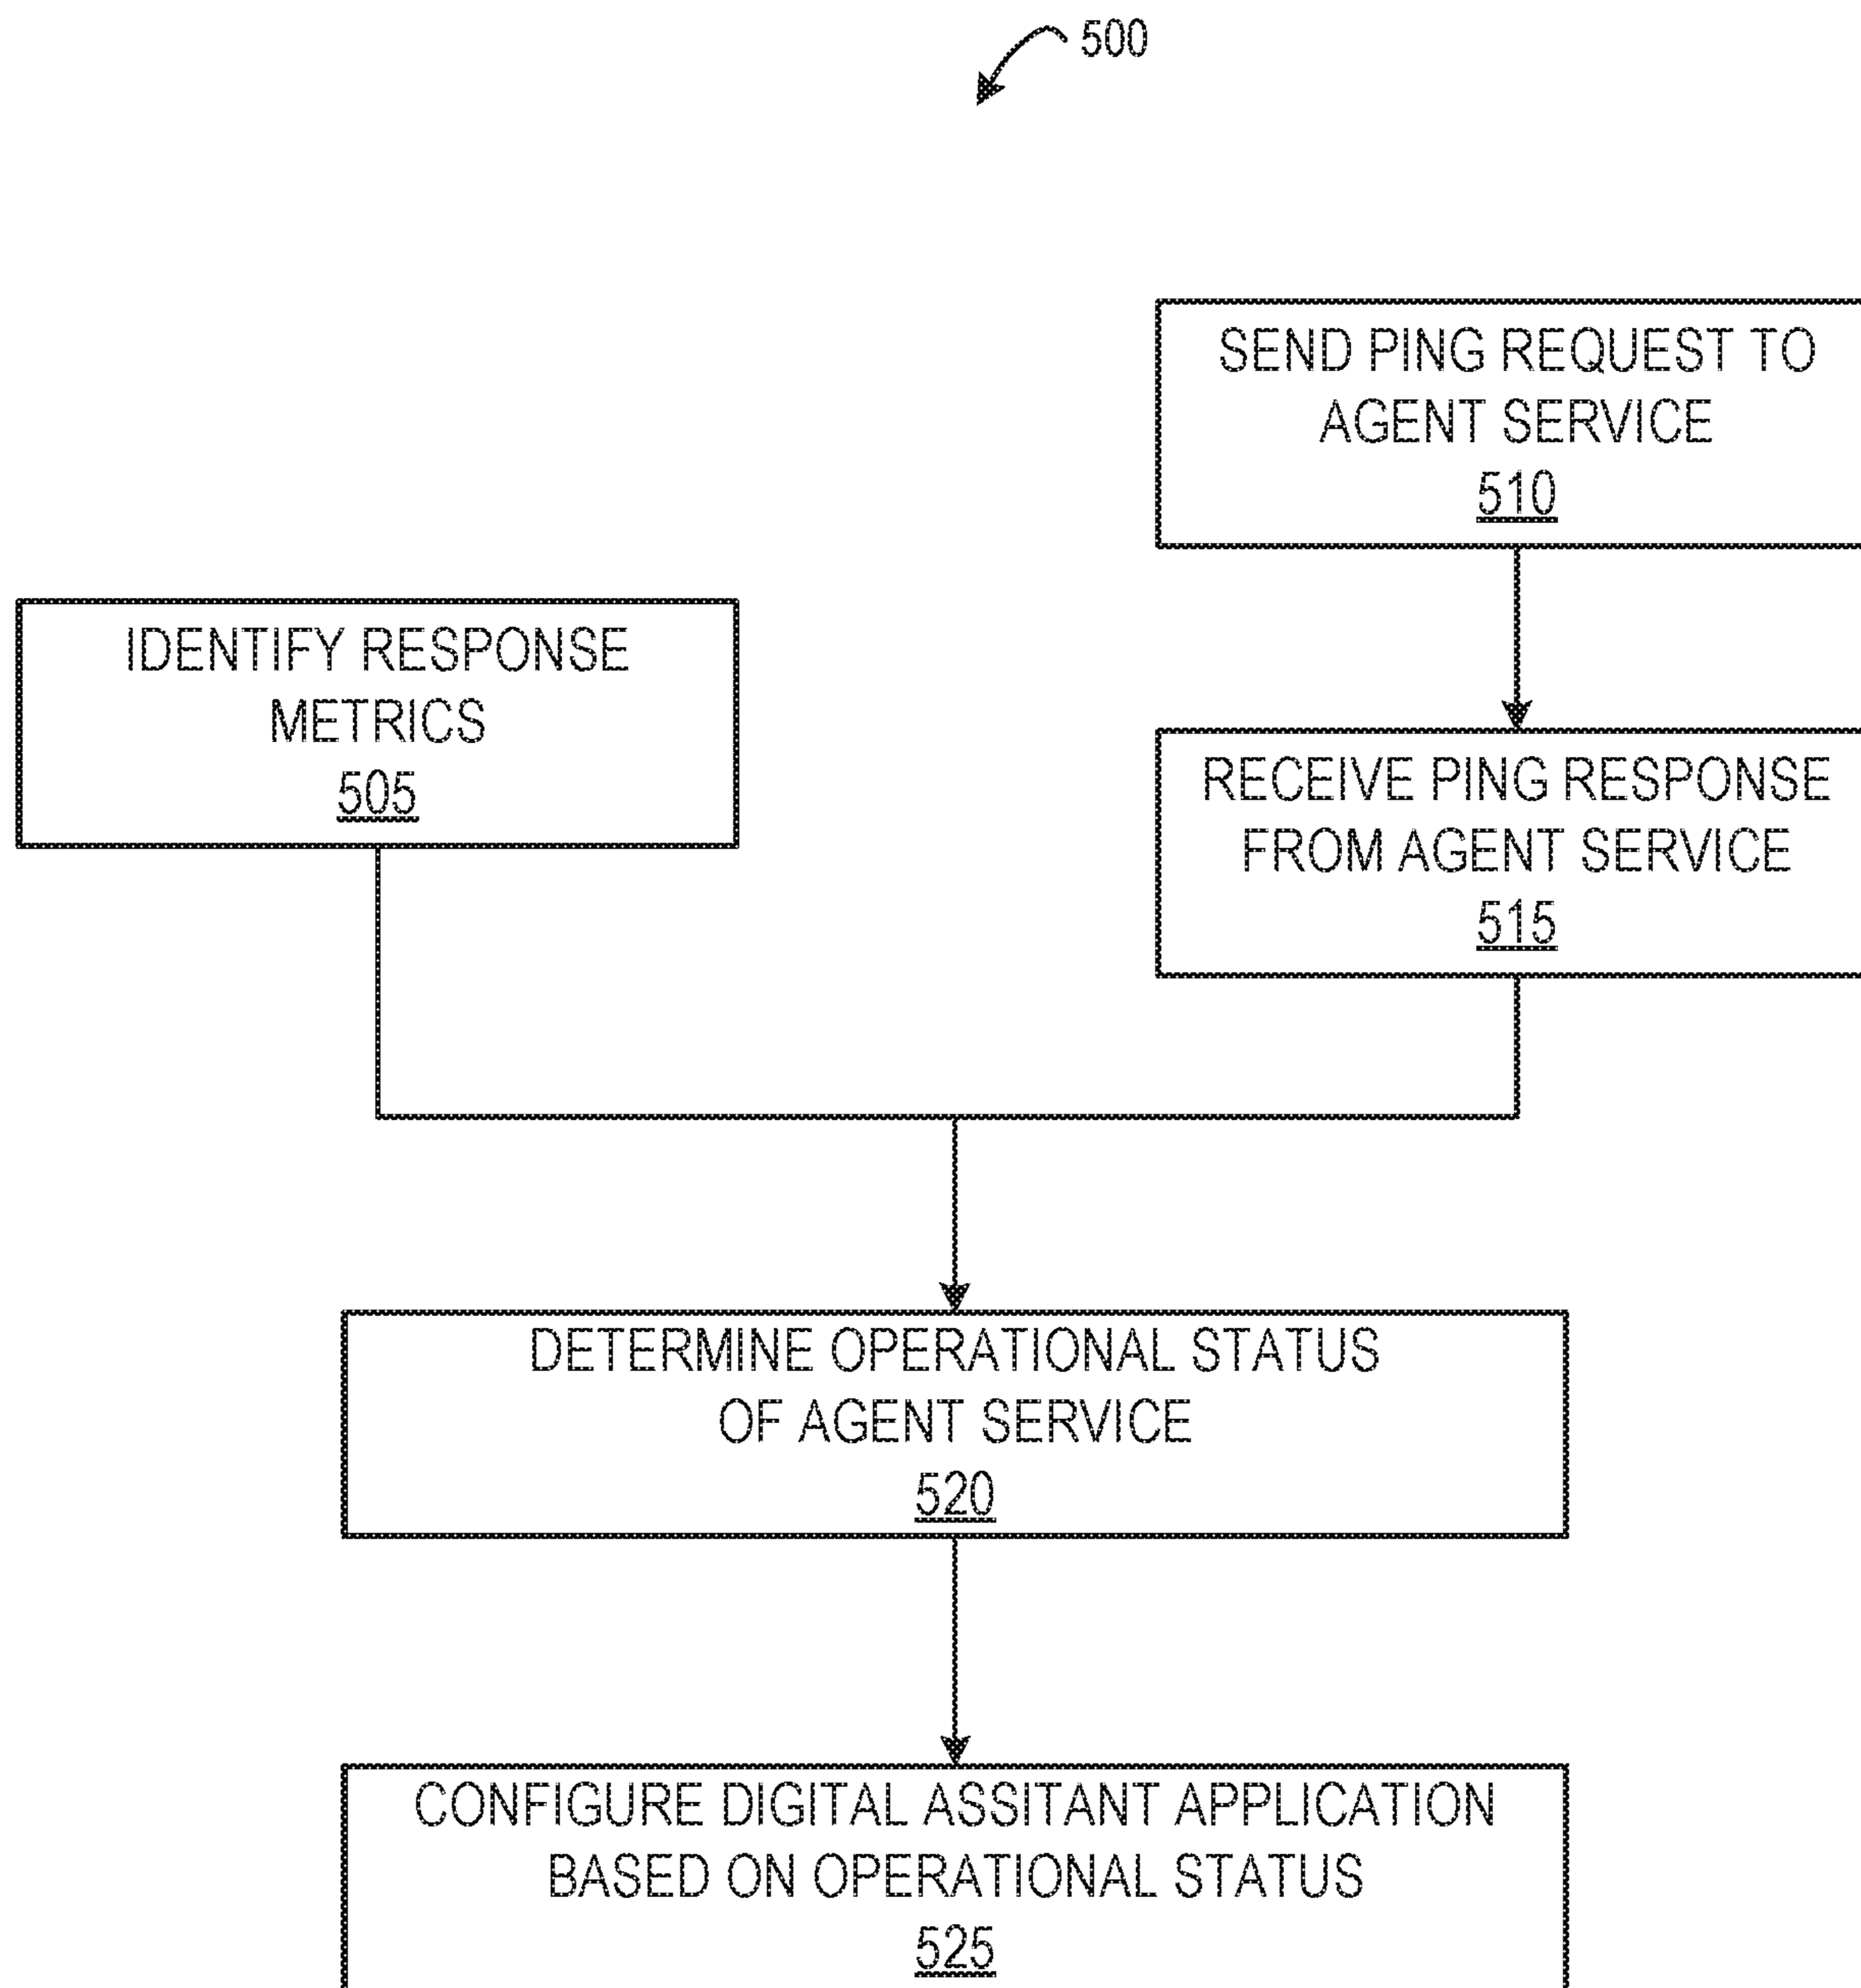 500
SEND PING REQUEST TO
AGENT SERVICE
510
IDENTIFY RESPONSE
METRICS
505
RECEIVE PING RESPONSE
FROM AGENT SERVICE
515
DETERMINE OPERATIONAL STATUS
OF AGENT SERVICE
520
CONFIGURE DIGITAL ASSITANT APPLICATION
BASED ON OPERATIONAL STATUS
525